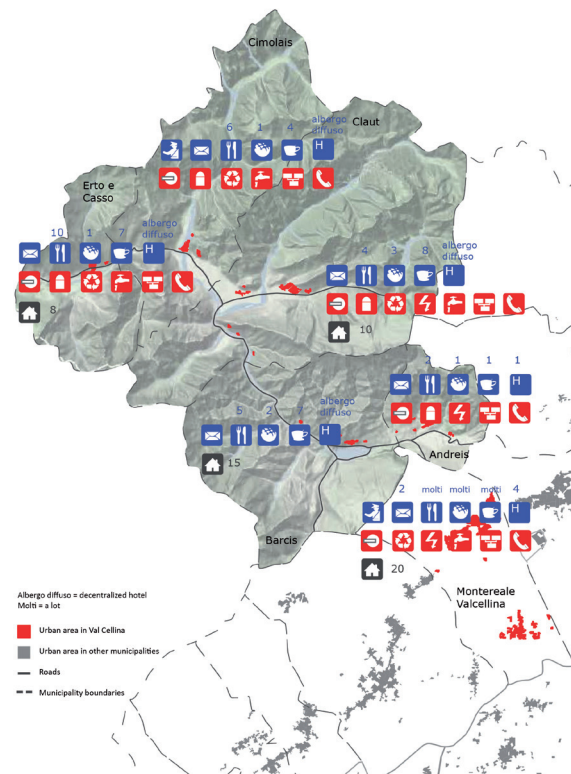 Cimolais
6 1 4 albergo
diffuso
H
Claut
Erto e
Casso
10 1 7 albergo
diffuso
H
8
4 3 8 albergo
diffuso
H
10
2 1 1 1
H
5 2 7 albergo
diffuso
H
15
Andreis
2 molti molti molti 4
H
20
Barcis
Montereale
Valcellina
Albergo diffuso = decentralized hotel
Molti = a lot
Urban area in Val Cellina
Urban area in other municipalities
Roads
Municipality boundaries